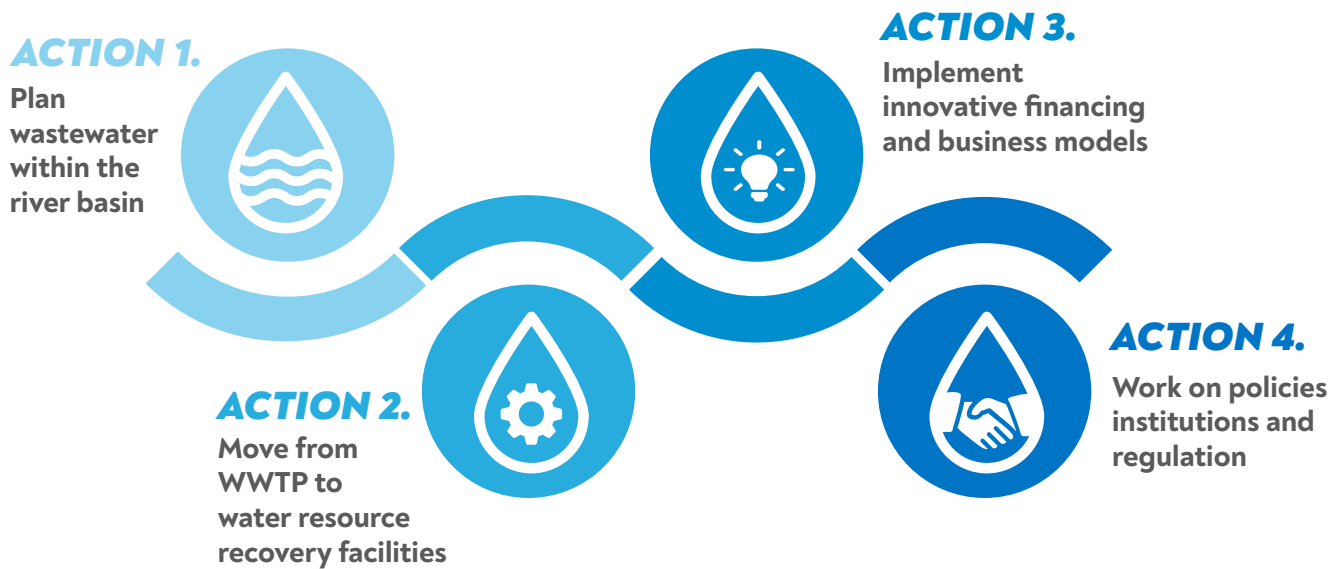 ACTION 1.
Plan
wastewater
within the
river basin
ACTION 2.
Move from
WWTP to
water resource
recovery facilities
ACTION 3.
Implement
innovative financing
and business models
ACTION 4.
Work on policies
institutions and
regulation